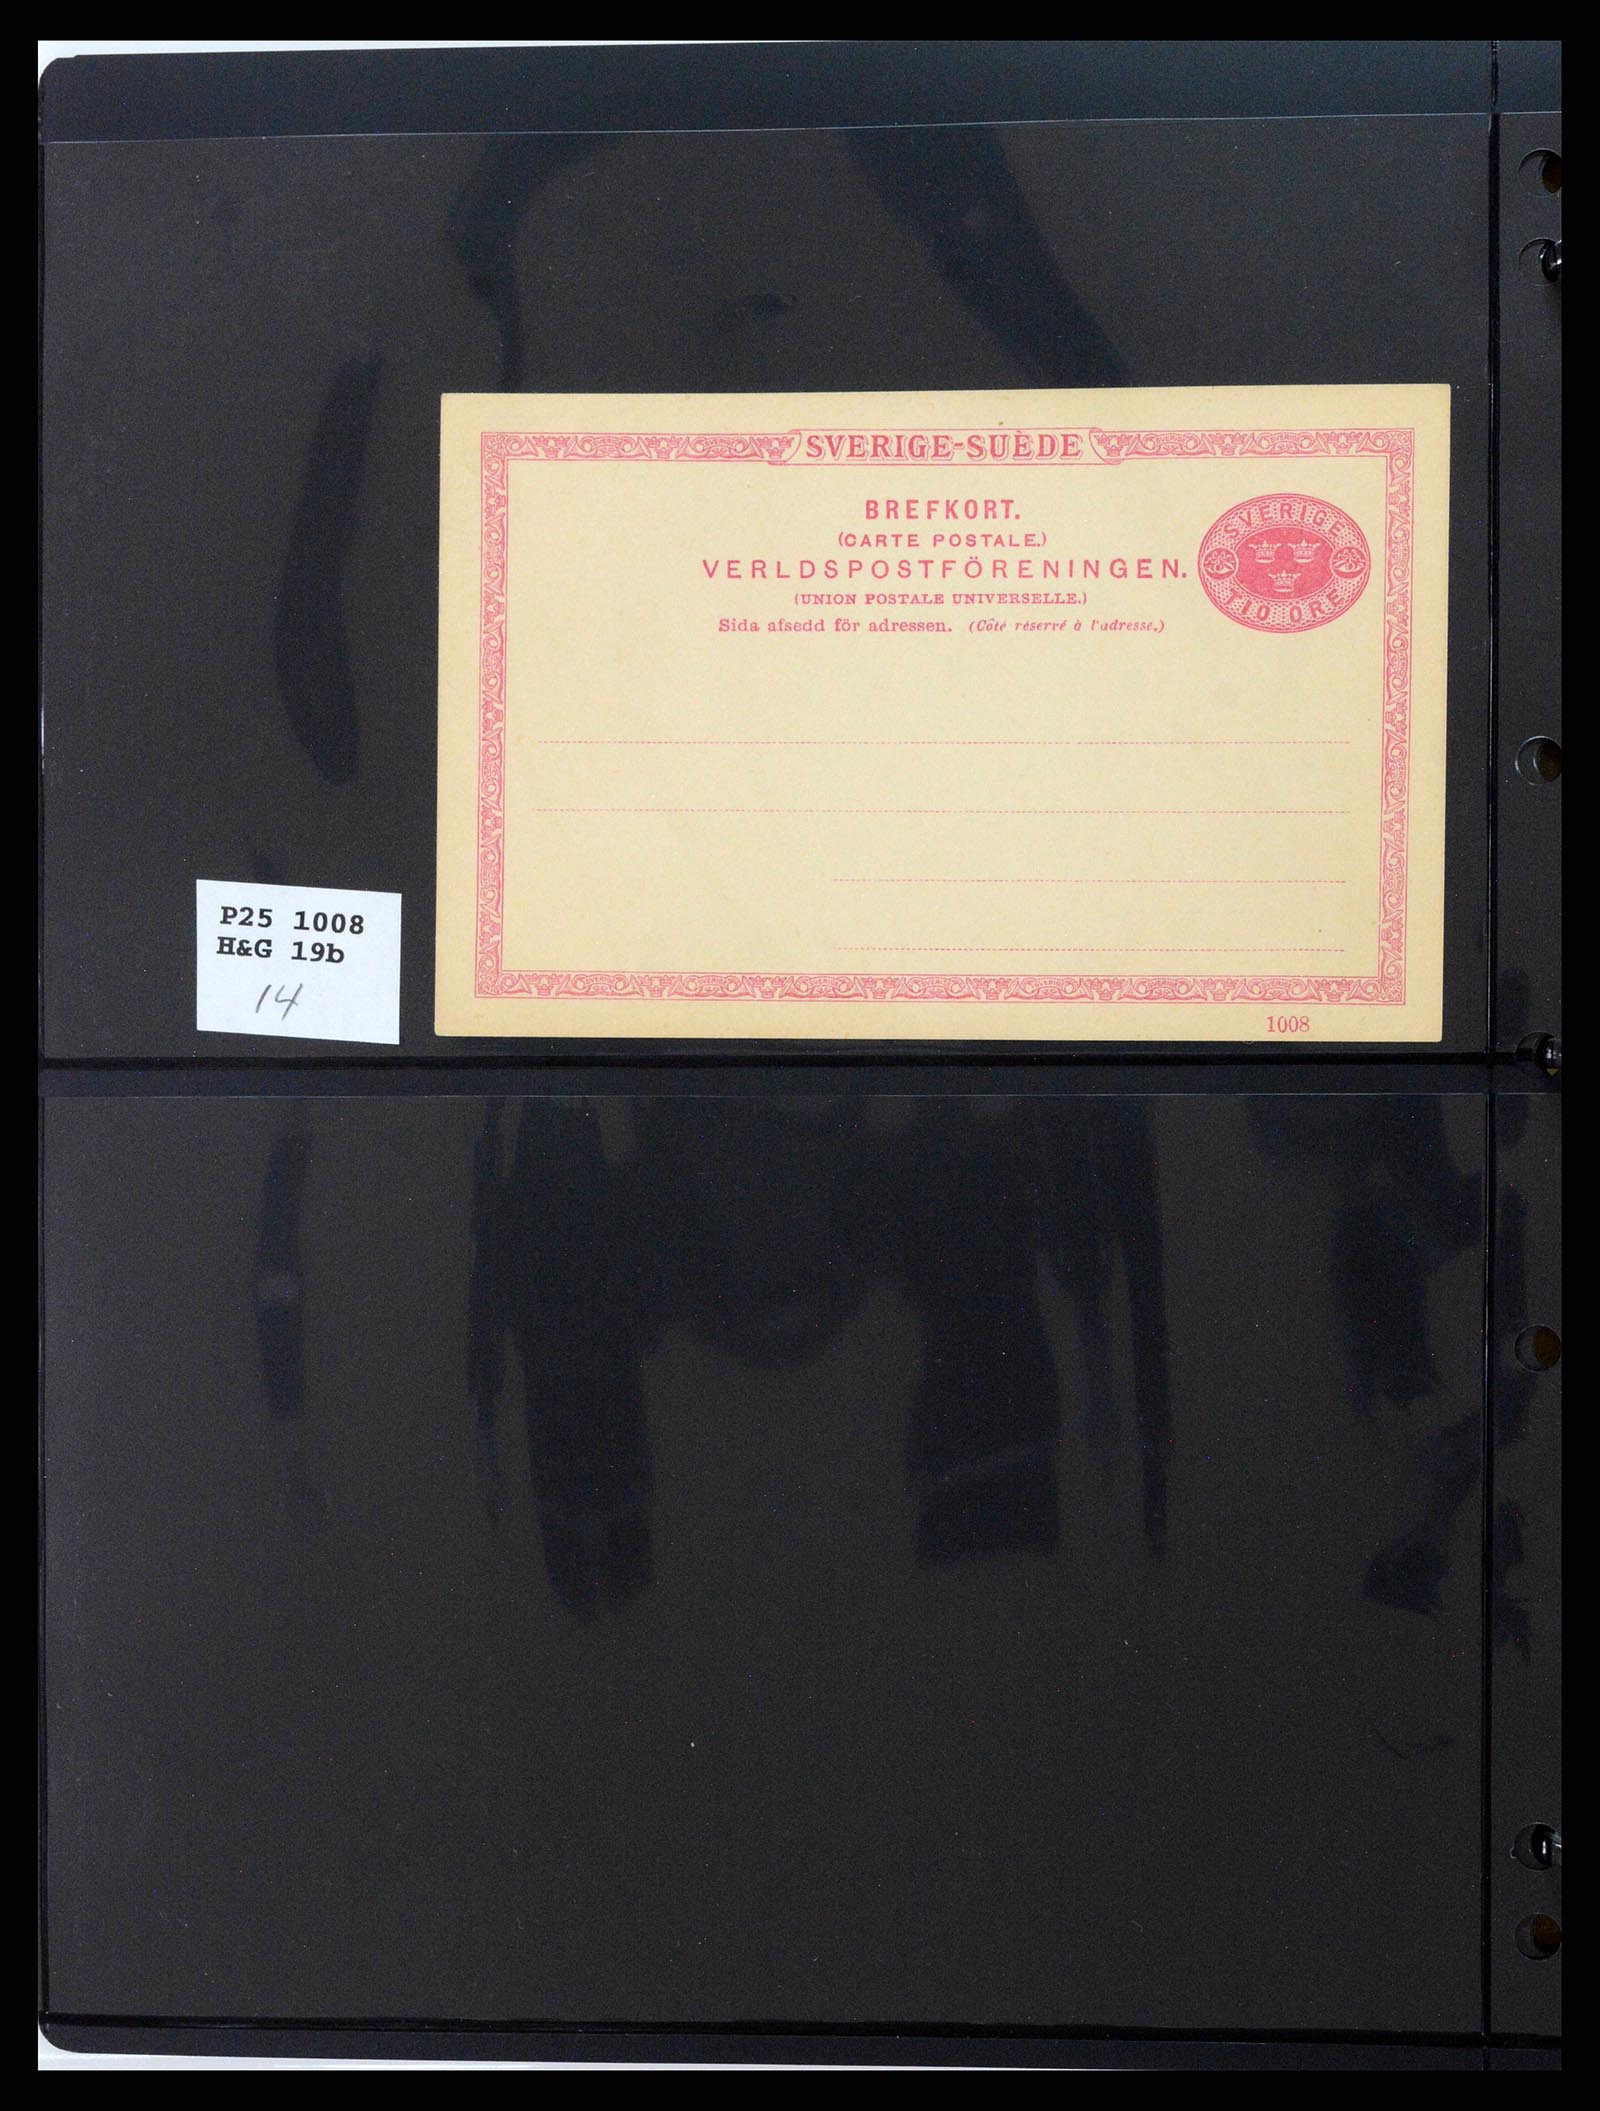 SVERIGE-SUÈDE
BREFKORT.
(CARTE POSTALE.)
VERLDSPOSTFÖRENINGEN.
(UNION POSTALE UNIVERSELLE.)
Sida afsedd för adressen. (Côté réservé à l'adresse.)
SVERIGE
TIO ÖRE
1008
P25 1008
H&G 19b
14